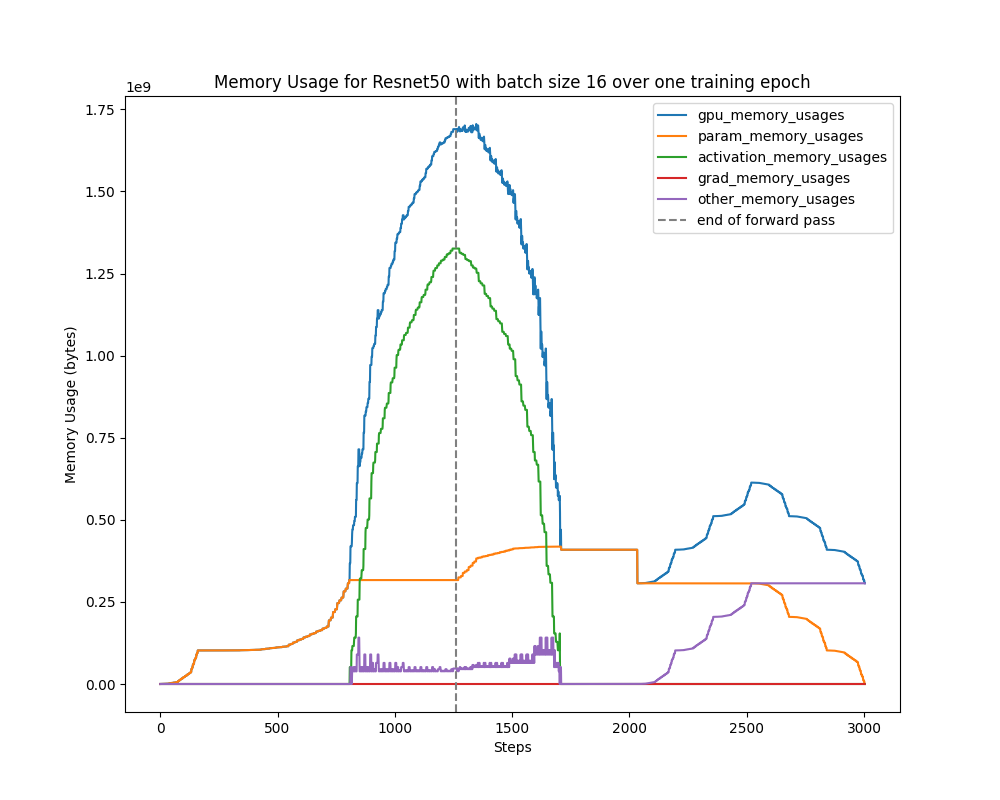 Memory Usage for Resnet50 with batch size 16 over one training epoch
1e9
1.75
1.50
1.25
1.00
0.75
0.50
0.25
0.00
Memory Usage (bytes)
gpu_memory_usages
param_memory_usages
activation_memory_usages
grad_memory_usages
other_memory_usages
end of forward pass
0
500
1000
1500
2000
2500
3000
Steps